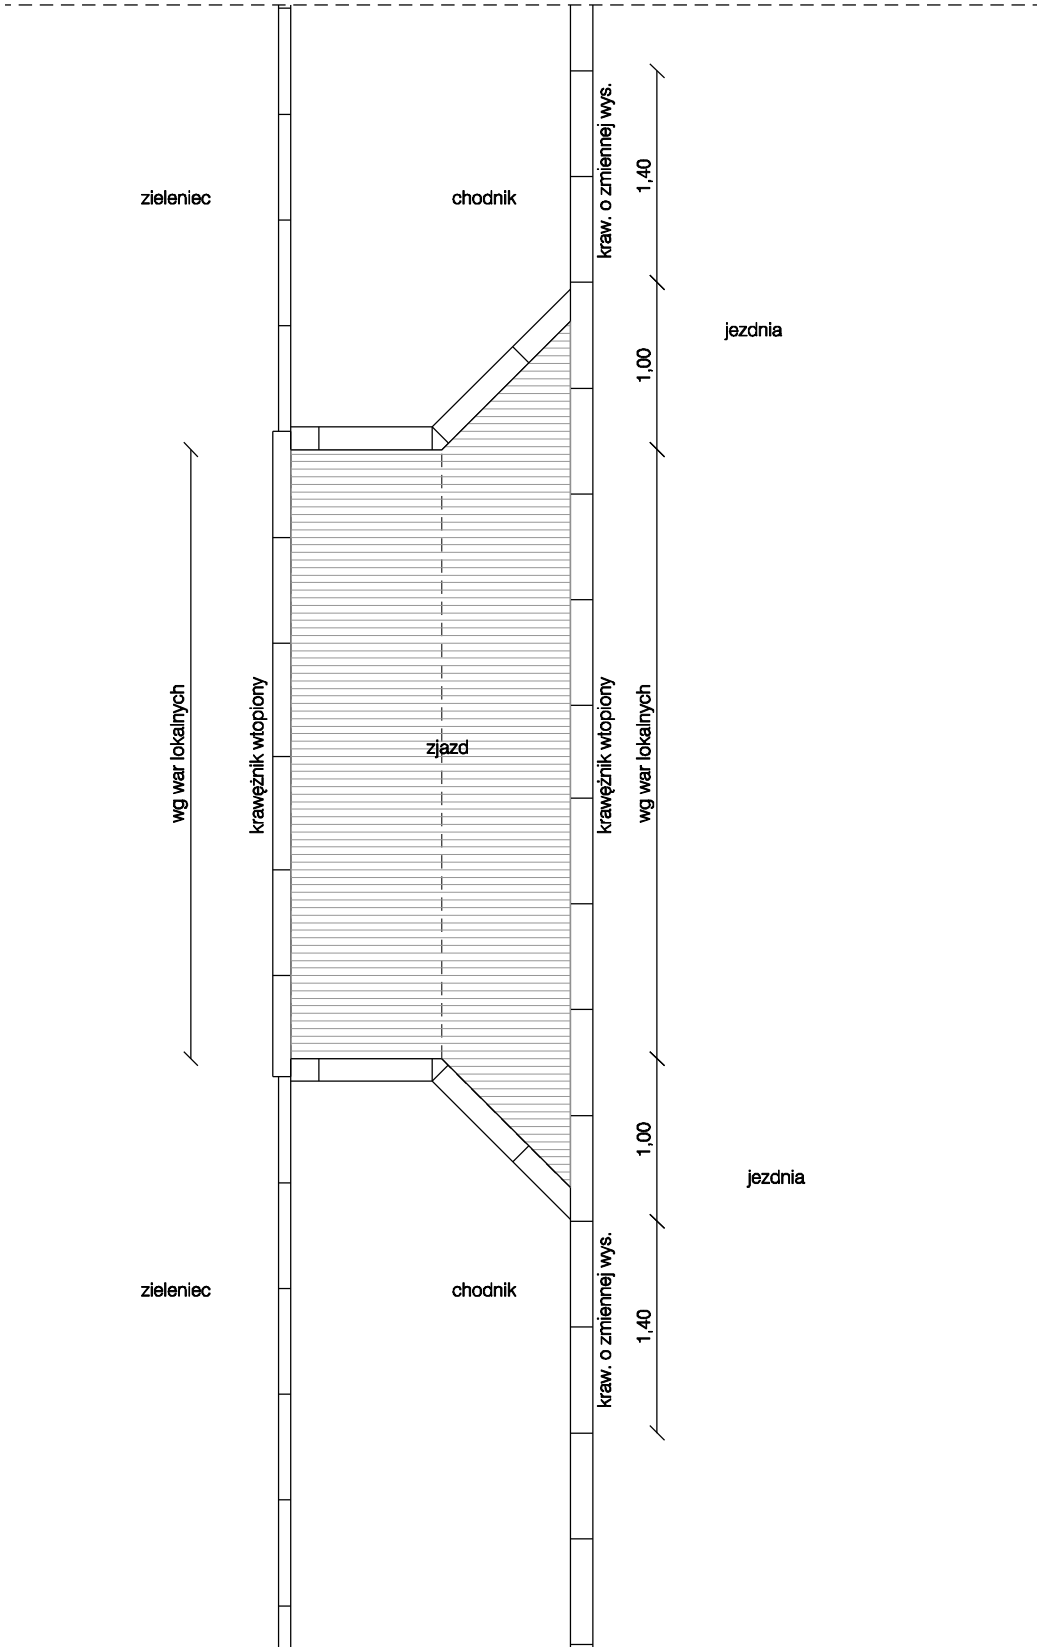 kraw. o zmiennej wys.
1,40
zieleniec
chodnik
jezdnia
1,00
wg war lokalnych
krawężnik wtopiony
zjazd
krawężnik wtopiony
wg war lokalnych
1,00
jezdnia
kraw. o zmiennej wys.
zieleniec
chodnik
1,40